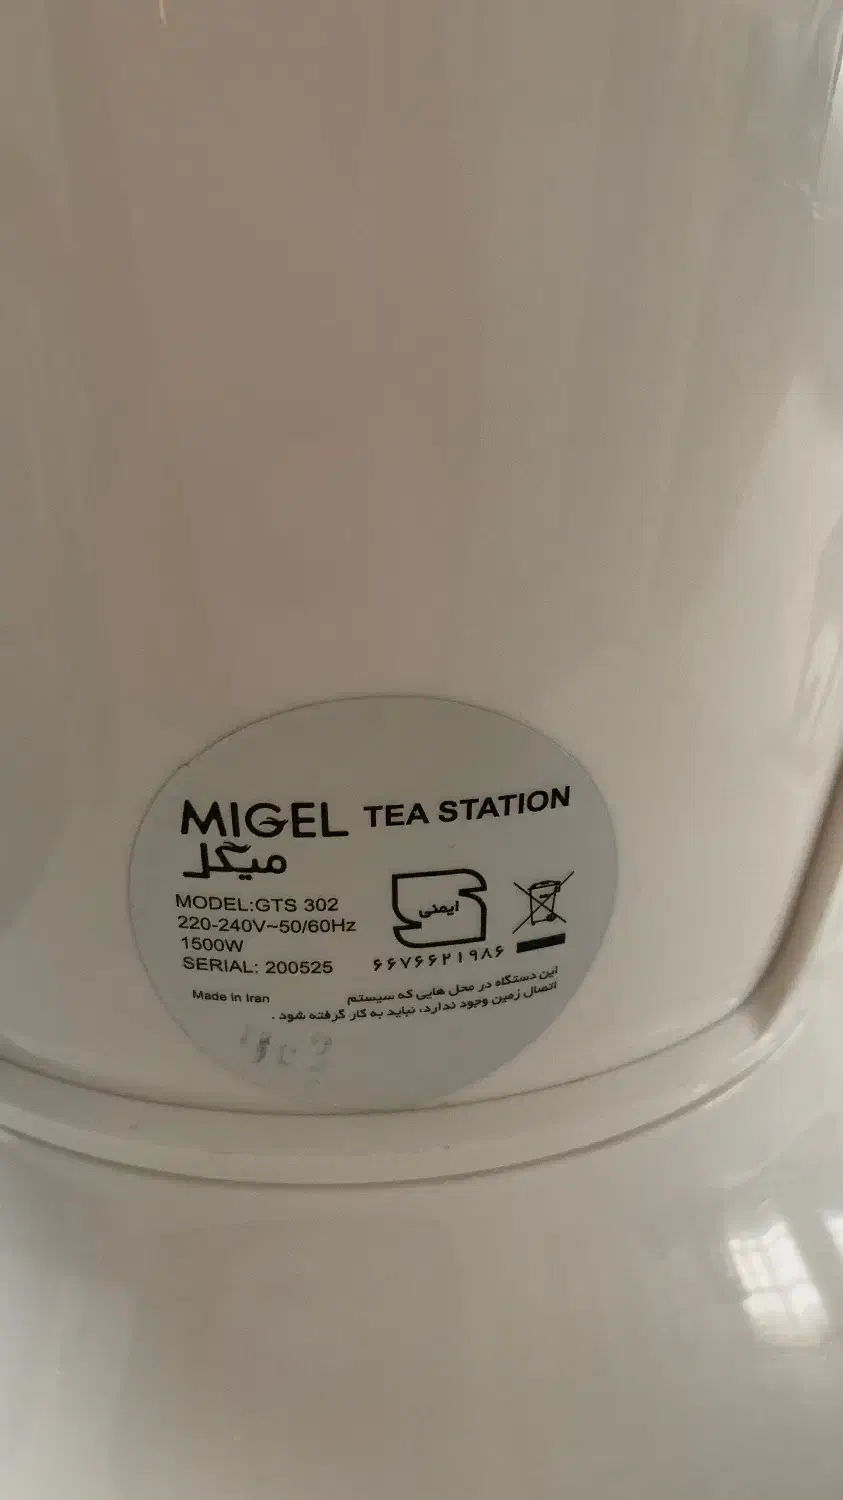 MIGEL TEA STATION
میگل
MODEL:GTS 302
220-240V~50/60Hz
1500W
SERIAL: 200525
Made in Iran
ایمنی
۶۶۷۶۶۲۱۹۸۶
این دستگاه در محل هایی که سیستم
اتصال زمین وجود ندارد، نباید به کار گرفته شود .